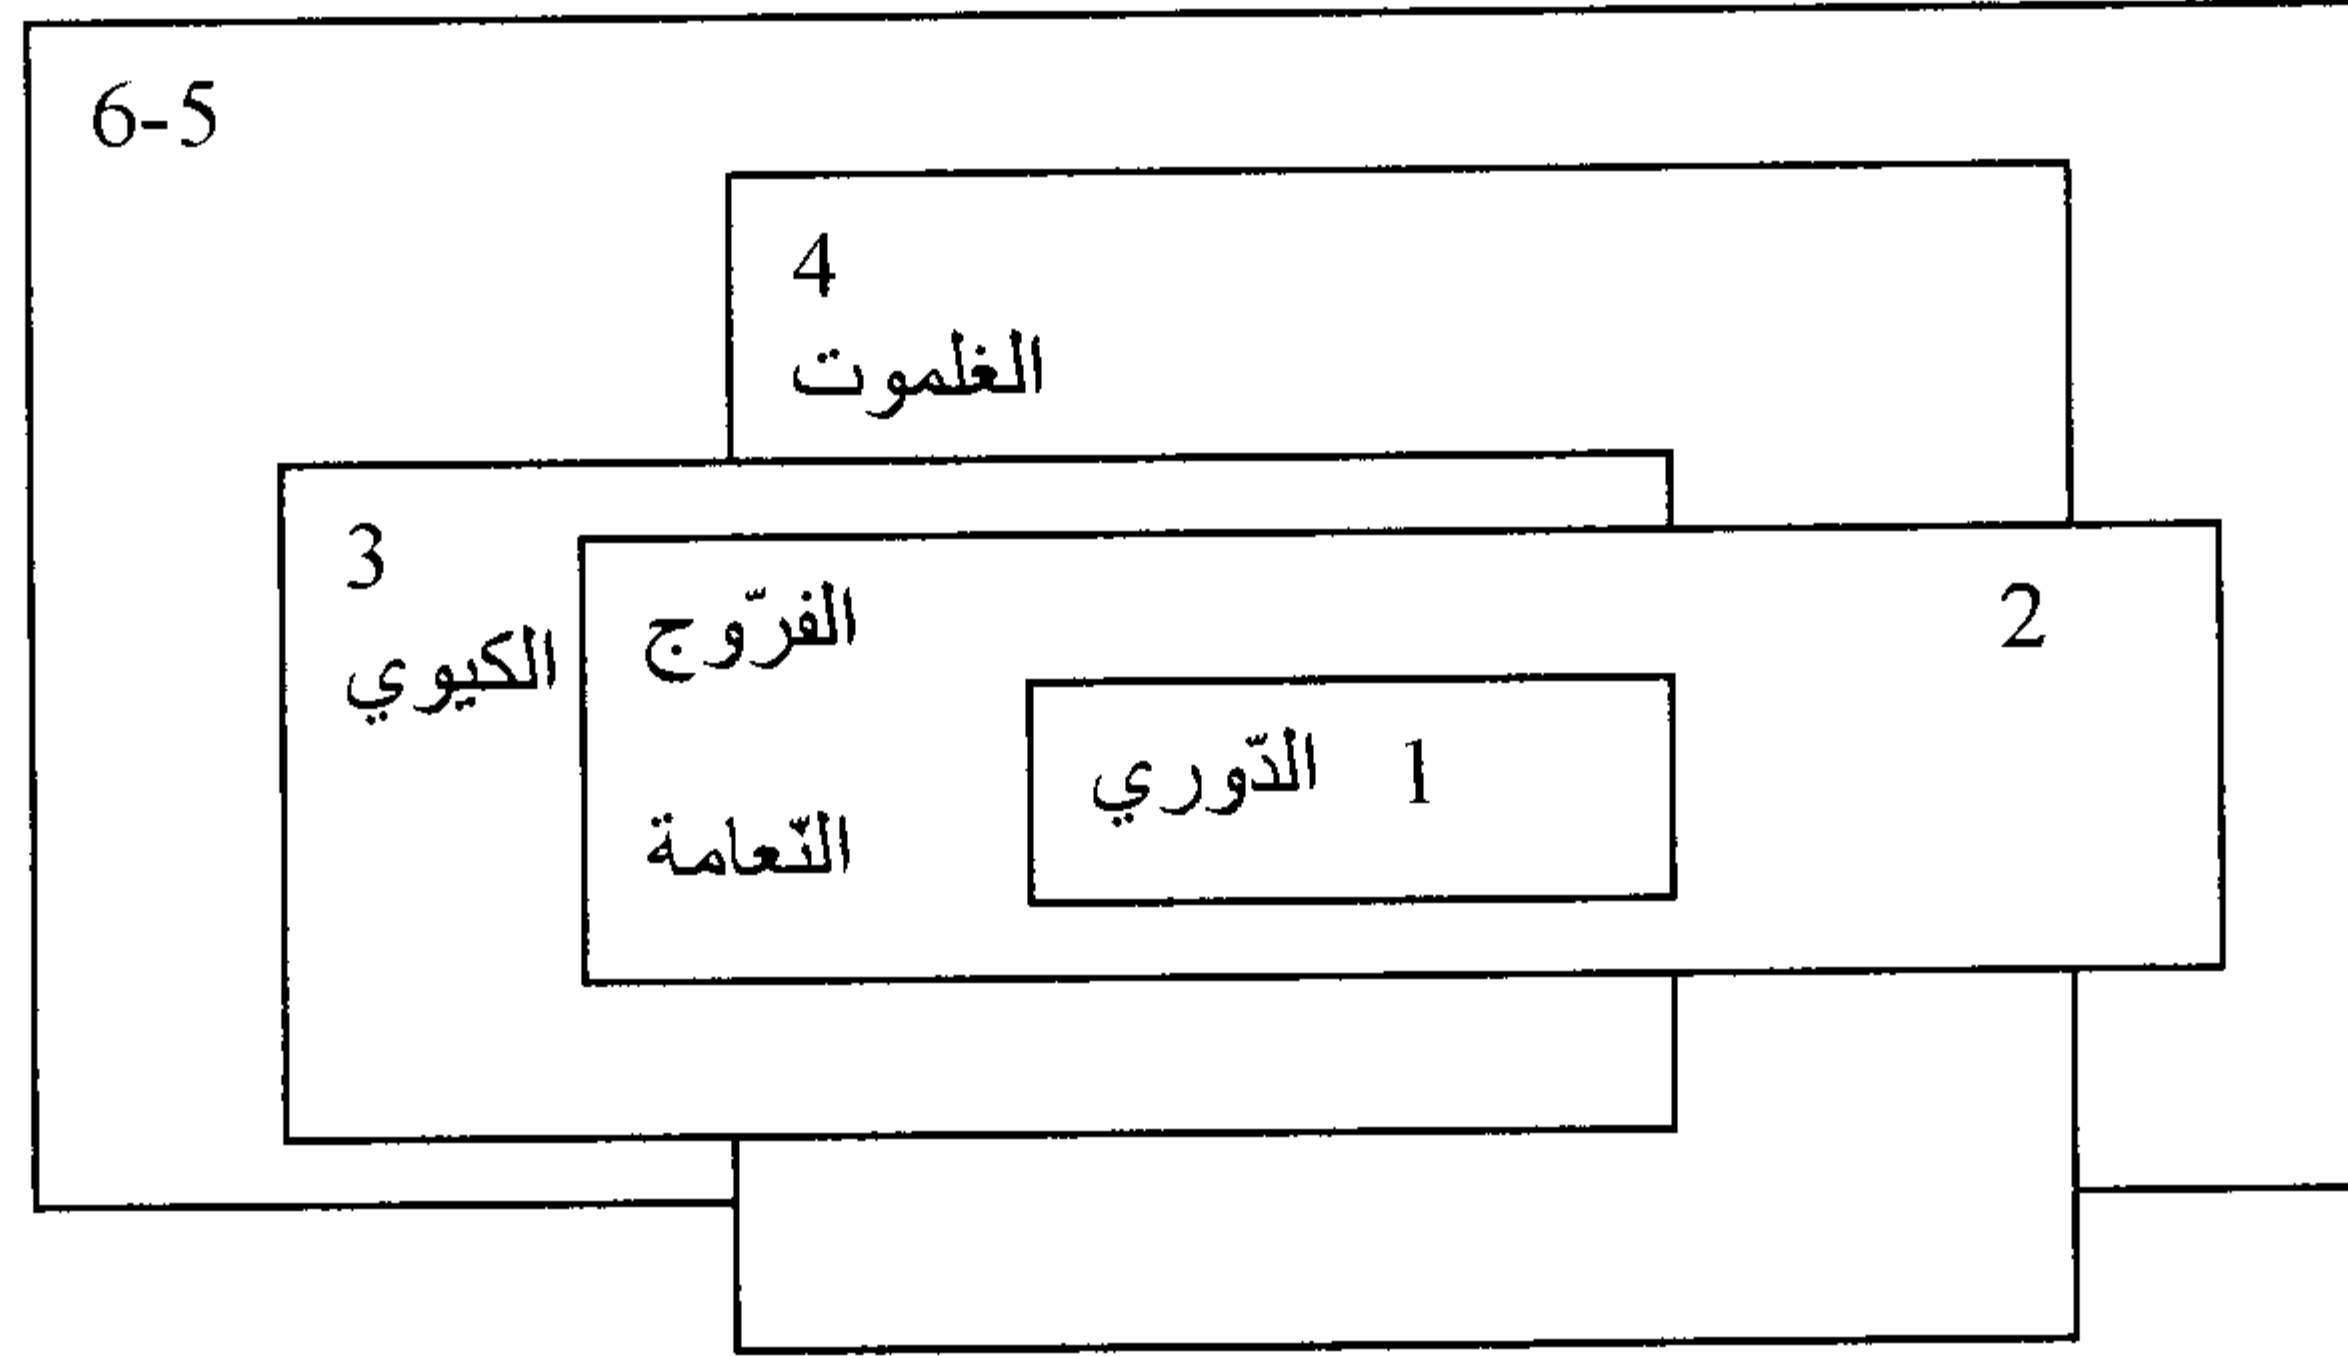 6-5
4
الغلموت
3
الكيوي
2
الفرّوج
الدّوري 1
النّعامة